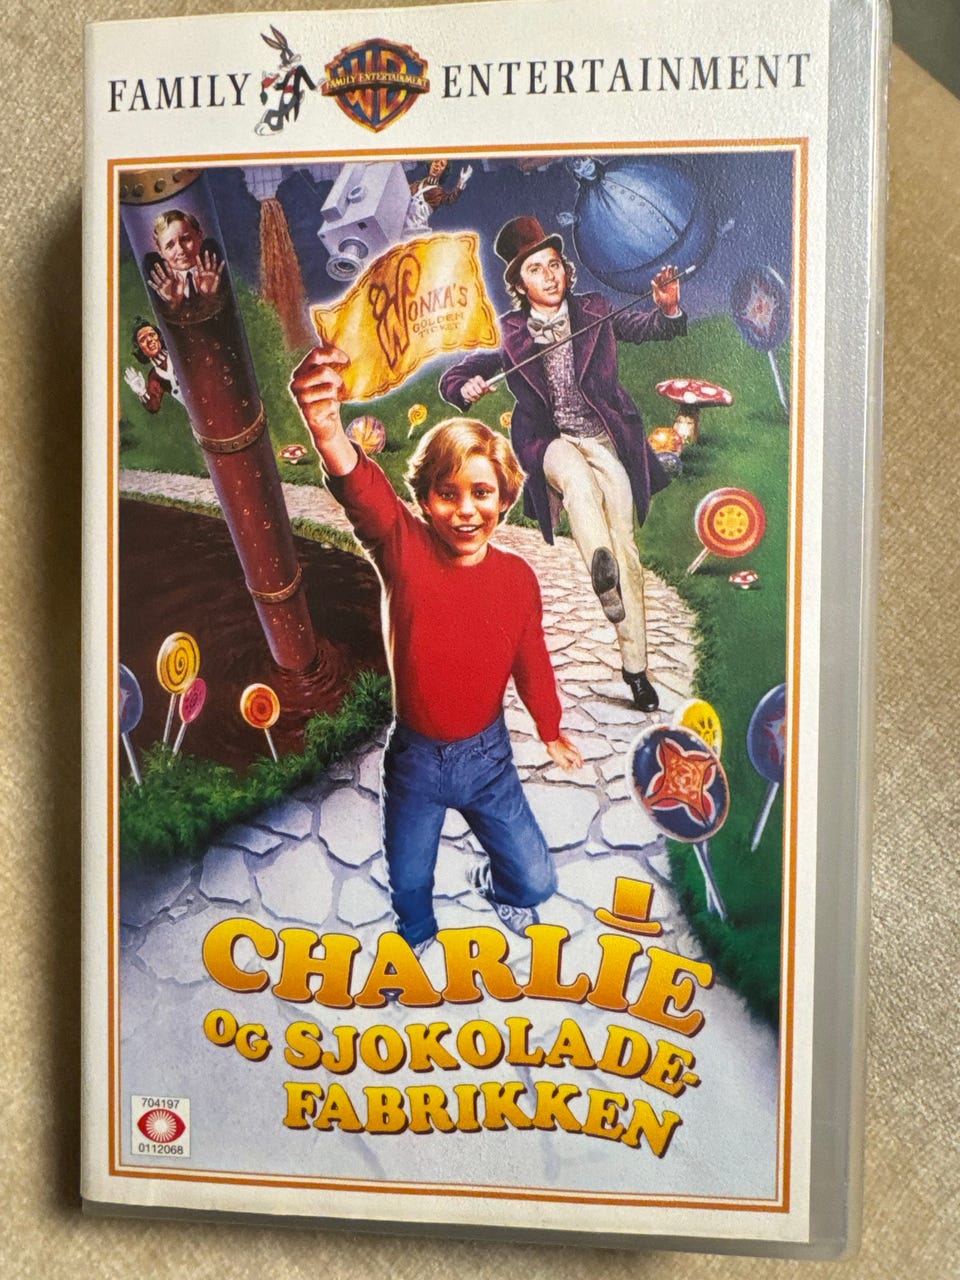 FAMILY ENTERTAINMENT
FAMILY ENTERTAINMENT
WB
WONKA'S
GOLDEN
TICKET
CHARLIE
OG SJOKOLADE-
FABRIKKEN
704197
0112068